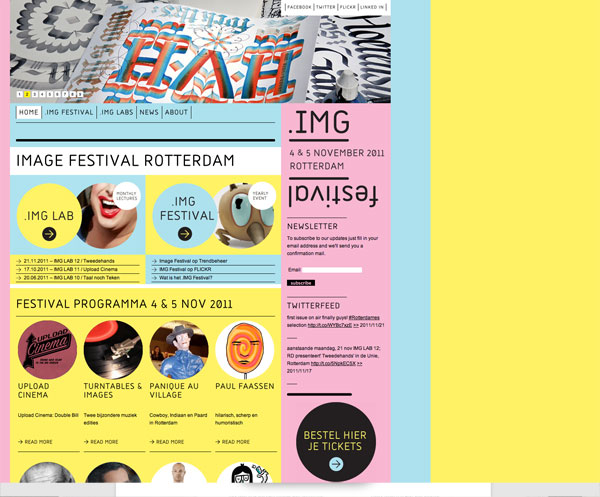 FACEBOOK TWITTER FLICKR LINKED IN
1 2 3 4 5 6 7 8 9
HOME .IMG FESTIVAL .IMG LABS NEWS ABOUT
IMAGE FESTIVAL ROTTERDAM
.IMG LAB
MONTHLY LECTURES
.IMG FESTIVAL
YEARLY EVENT
21.11.2011 – IMG LAB 12 / Tweedehands
17.10.2011 – IMG LAB 11 / Upload Cinema
20.06.2011 – IMG LAB 10 / Taal noch Teken
Image Festival op Trendbeheer
IMG Festival op FLICKR
Wat is het .IMG Festival?
FESTIVAL PROGRAMMA 4 & 5 NOV 2011
UPLOAD
Cinema
UPLOAD
CINEMA
Upload Cinema: Double Bill
READ MORE
TURNTABLES &
IMAGES
Twee bijzondere muziek
edities
READ MORE
PANIQUE AU
VILLAGE
Cowboy, Indiaan en Paard
in Rotterdam
READ MORE
PAUL FAASSEN
hilarisch, scherp en
humoristisch
READ MORE
.IMG
4 & 5 NOVEMBER 2011
ROTTERDAM
festival
NEWSLETTER
To subscribe to our updates just fill in
your email address and we'll send you a
confirmation mail.
Email
subscribe
TWITTERFEED
first issue on air finally guys! #Rotterdames
selection >> 2011/11/21
aanstaande maandag, 21 nov IMG LAB 12;
RD presenteert' Tweedehands' in de Unie,
Rotterdam >>
2011/11/17
BESTEL HIER
JE TICKETS